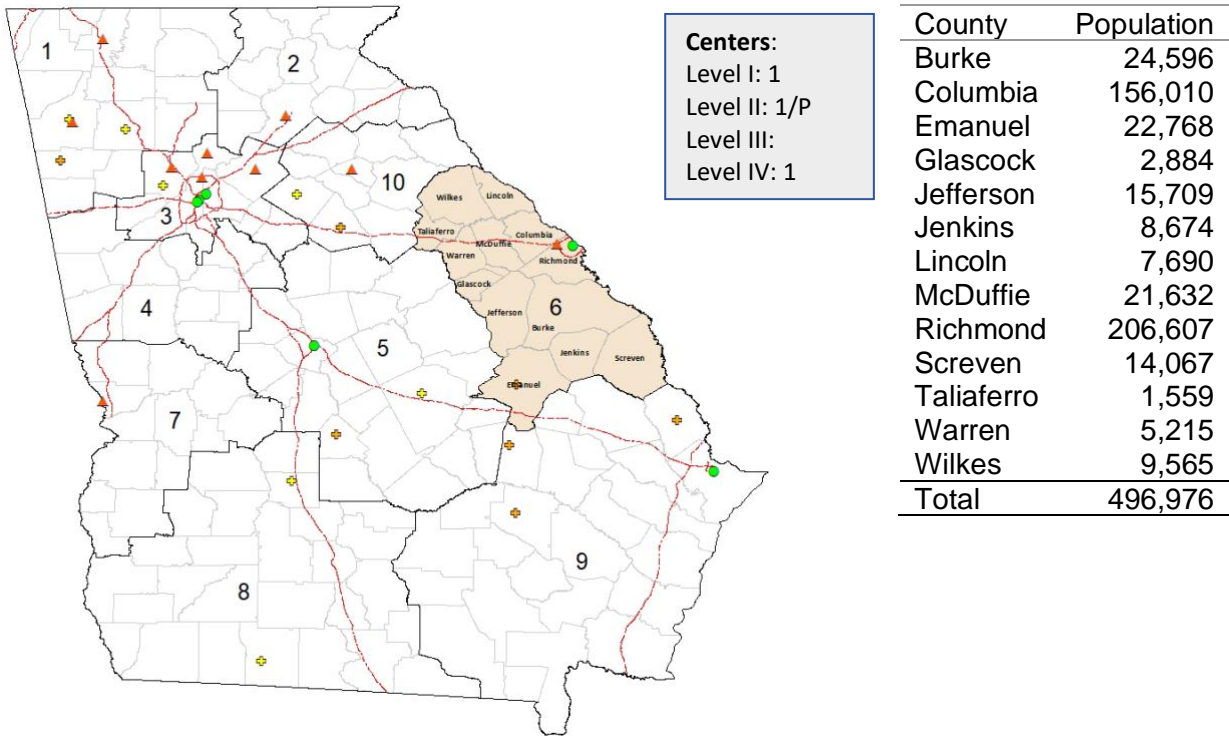 1
2
3
10
4
5
6
7
8
9
Wilkes
Lincoln
Taliaferro
Columbia
McDuffie
Warren
Richmond
Glascock
Jefferson
Burke
Jenkins
Screven
Emanuel
Centers:
Level I: 1
Level II: 1/P
Level III:
Level IV: 1
County Population
Burke 24,596
Columbia 156,010
Emanuel 22,768
Glascock 2,884
Jefferson 15,709
Jenkins 8,674
Lincoln 7,690
McDuffie 21,632
Richmond 206,607
Screven 14,067
Taliaferro 1,559
Warren 5,215
Wilkes 9,565
Total 496,976